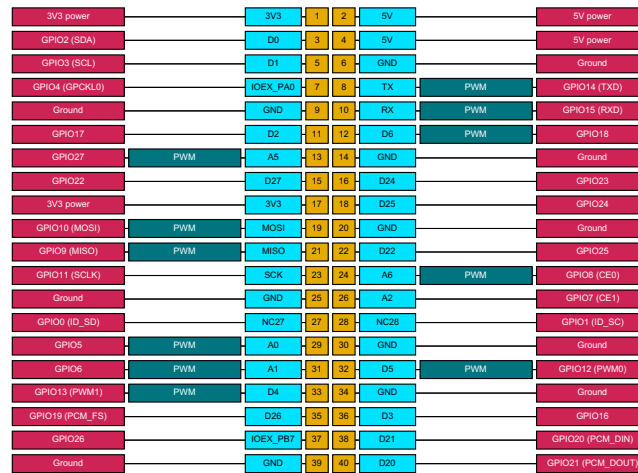 3V3 power 3V3 1 2 5V 5V power
GPIO2 (SDA) D0 3 4 5V 5V power
GPIO3 (SCL) D1 5 6 GND Ground
GPIO4 (GPCKL0) IOEX_PA0 7 8 TX PWM GPIO14 (TXD)
Ground GND 9 10 RX PWM GPIO15 (RXD)
GPIO17 D2 11 12 D6 PWM GPIO18
GPIO27 PWM A5 13 14 GND Ground
GPIO22 D27 15 16 D24 GPIO23
3V3 power 3V3 17 18 D25 GPIO24
GPIO10 (MOSI) PWM MOSI 19 20 GND Ground
GPIO9 (MISO) PWM MISO 21 22 D22 GPIO25
GPIO11 (SCLK) SCK 23 24 A6 PWM GPIO8 (CE0)
Ground GND 25 26 A2 GPIO7 (CE1)
GPIO0 (ID_SD) NC27 27 28 NC28 GPIO1 (ID_SC)
GPIO5 PWM A0 29 30 GND Ground
GPIO6 PWM A1 31 32 D5 PWM GPIO12 (PWM0)
GPIO13 (PWM1) PWM D4 33 34 GND Ground
GPIO19 (PCM_FS) D26 35 36 D3 GPIO16
GPIO26 IOEX_PB7 37 38 D21 GPIO20 (PCM_DIN)
Ground GND 39 40 D20 GPIO21 (PCM_DOUT)